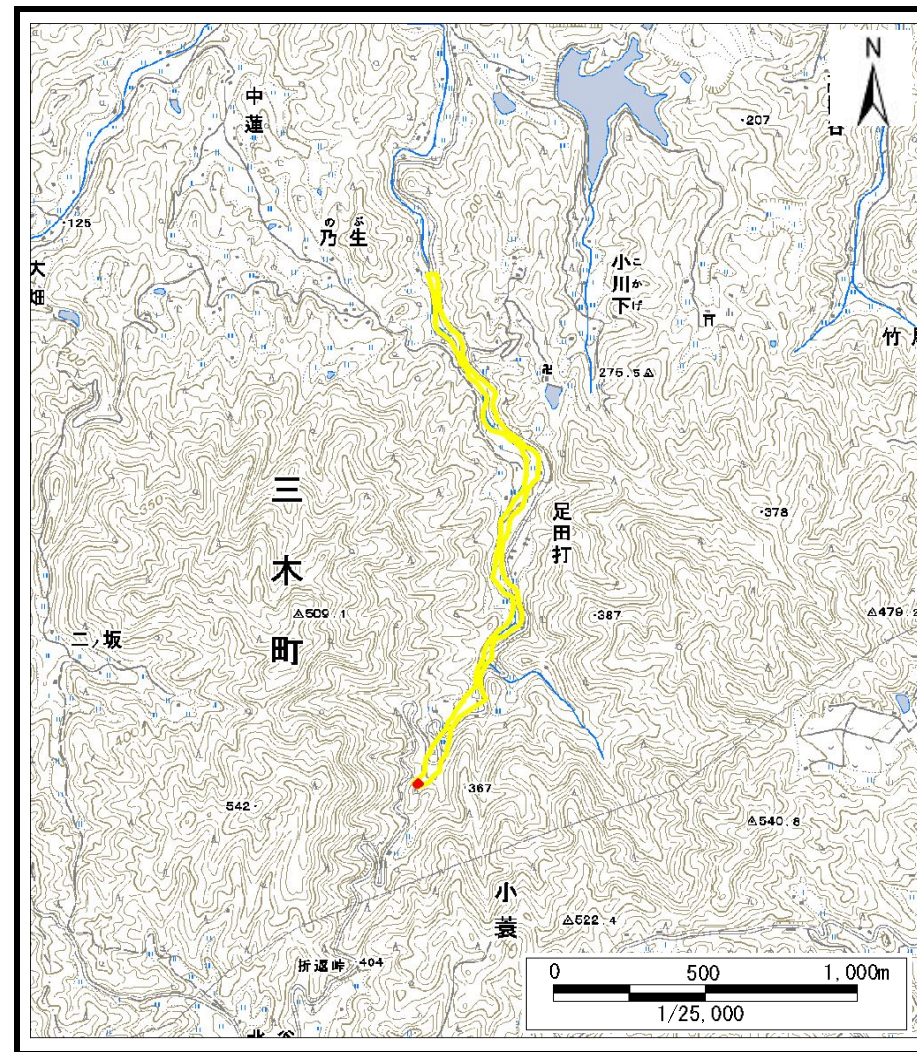 N
中蓮
207
125
のぶ
乃生
大畑
こかげ
小川下
竹
275.5
三木町
足田打
378
509.1
387
479.2
二ノ坂
367
542
540.8
小蓑
522.4
折返峠
404
0 500 1,000m
1/25,000